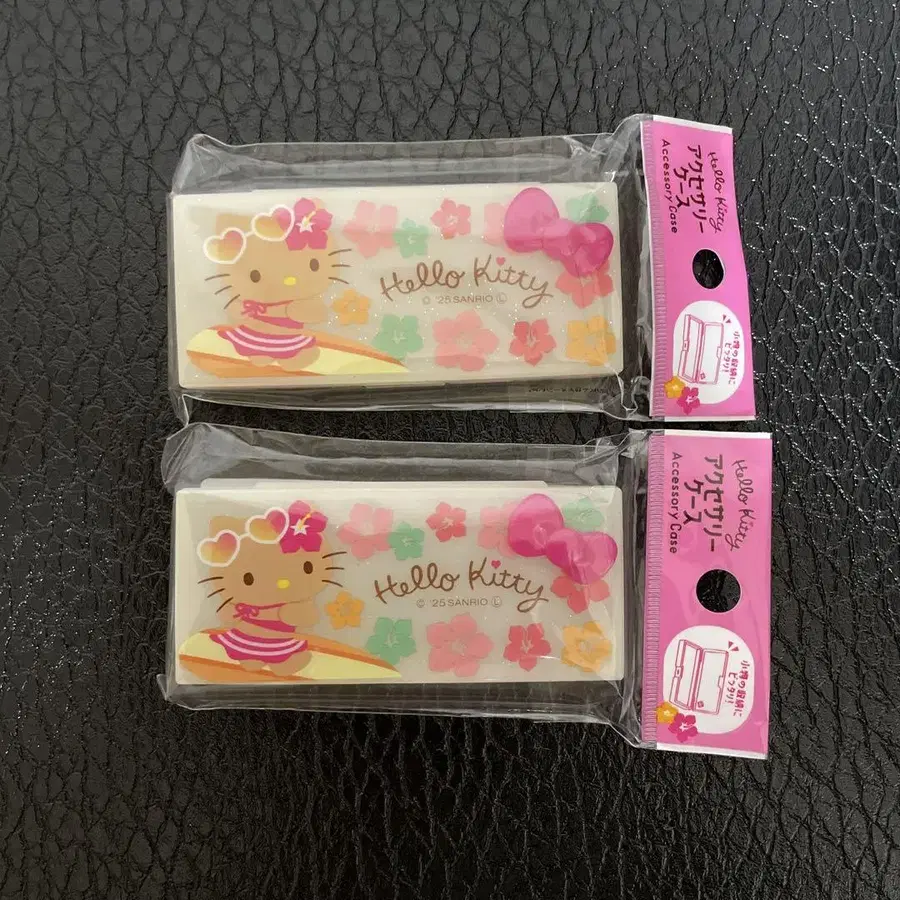 Hello Kitty
© '25 SANRIO Ⓛ
Hello Kitty
アクセサリー
ケース
Accessory Case
小物の収納に
ピッタリ!
Hello Kitty
© '25 SANRIO Ⓛ
Hello Kitty
アクセサリー
ケース
Accessory Case
小物の収納に
ピッタリ!